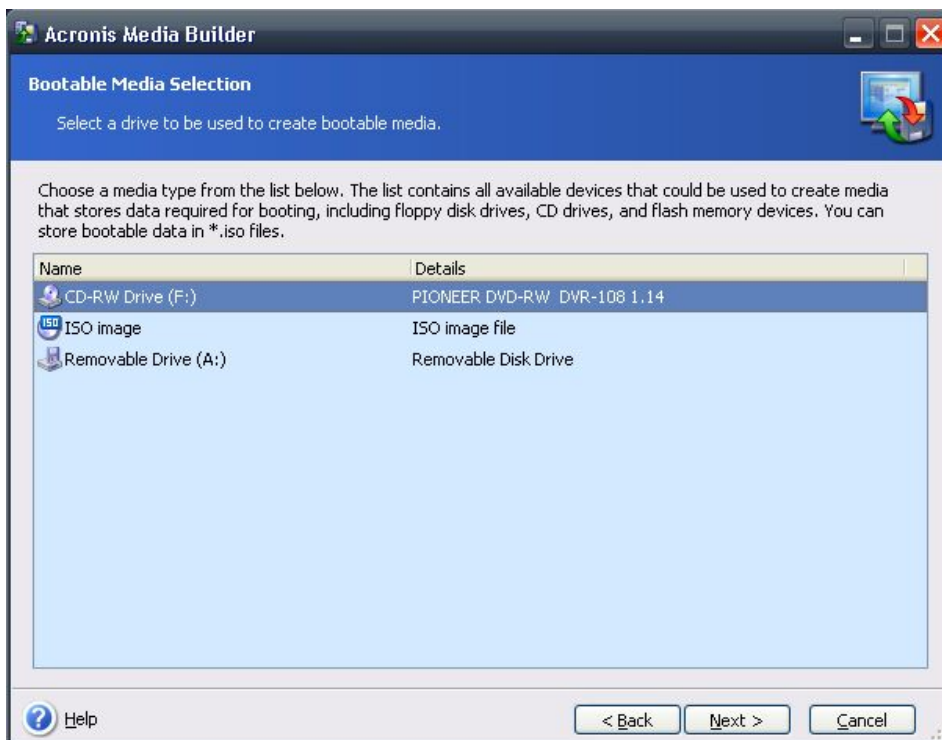 Acronis Media Builder
Bootable Media Selection
Select a drive to be used to create bootable media.
Choose a media type from the list below. The list contains all available devices that could be used to create media
that stores data required for booting, including floppy disk drives, CD drives, and flash memory devices. You can
store bootable data in *.iso files.
Name Details
CD-RW Drive (F:) PIONEER DVD-RW DVR-108 1.14
ISO ISO image ISO image file
Removable Drive (A:) Removable Disk Drive
? Help < Back Next > Cancel